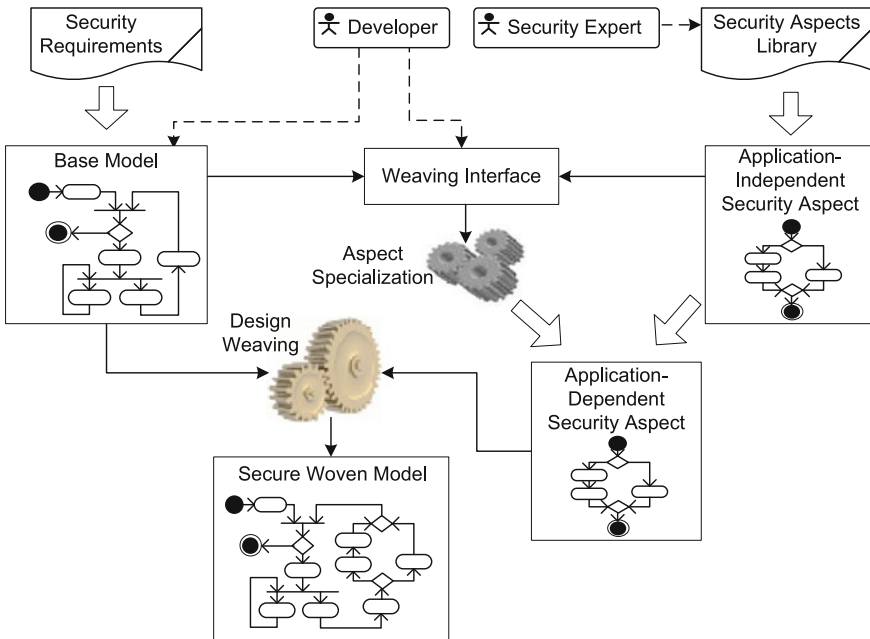 Security
Requirements
Developer
Security Expert
Security Aspects
Library
Base Model
Weaving Interface
Application-
Independent
Security Aspect
Aspect
Specialization
Design
Weaving
Application-
Dependent
Security Aspect
Secure Woven Model